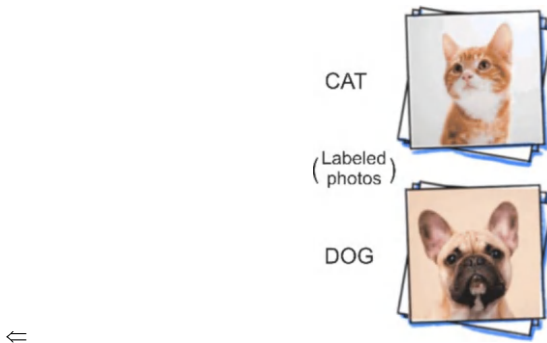 CAT
(Labeled
photos)
DOG
⇐